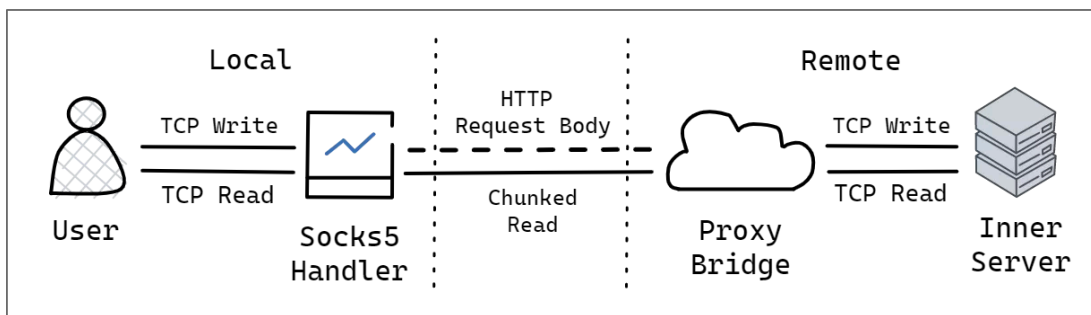 Local
Remote
HTTP
Request Body
TCP Write
TCP Write
TCP Read
TCP Read
Chunked
Read
User
Socks5
Handler
Proxy
Bridge
Inner
Server